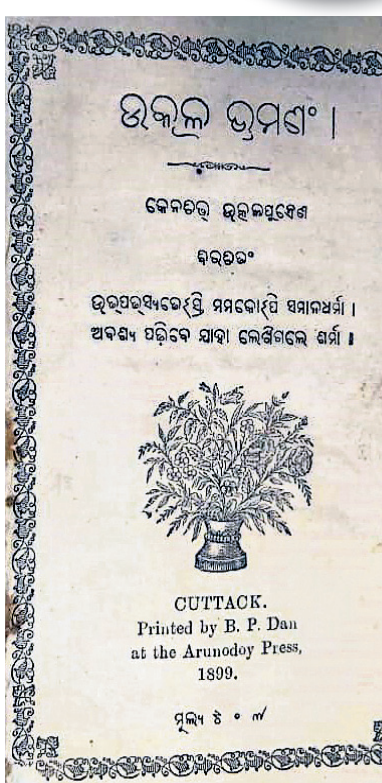 ଉତ୍କଳ ଭ୍ରମଣଂ ।
କେନଚିତ୍ ଉତ୍କଳପୁତ୍ରେଣ
ବିରଚିତଂ
ଉତ୍ପତ୍ସ୍ୟତେଽସ୍ତି ମମକୋଽପି ସମାନଧର୍ମା ।
ଅବଶ୍ୟ ପଢ଼ିବେ ଯାହା ଲେଖିଗଲେ ଶର୍ମା ।
CUTTACK.
Printed by B. P. Dan
at the Arunodoy Press,
1899.
ମୂଲ୍ୟ